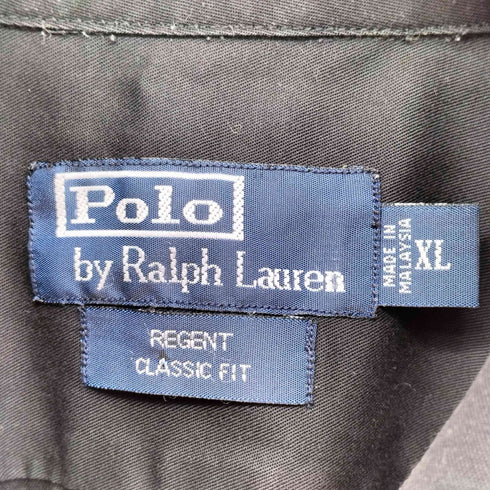 Polo
by Ralph Lauren
MADE IN
MALAYSIA
XL
REGENT
CLASSIC FIT